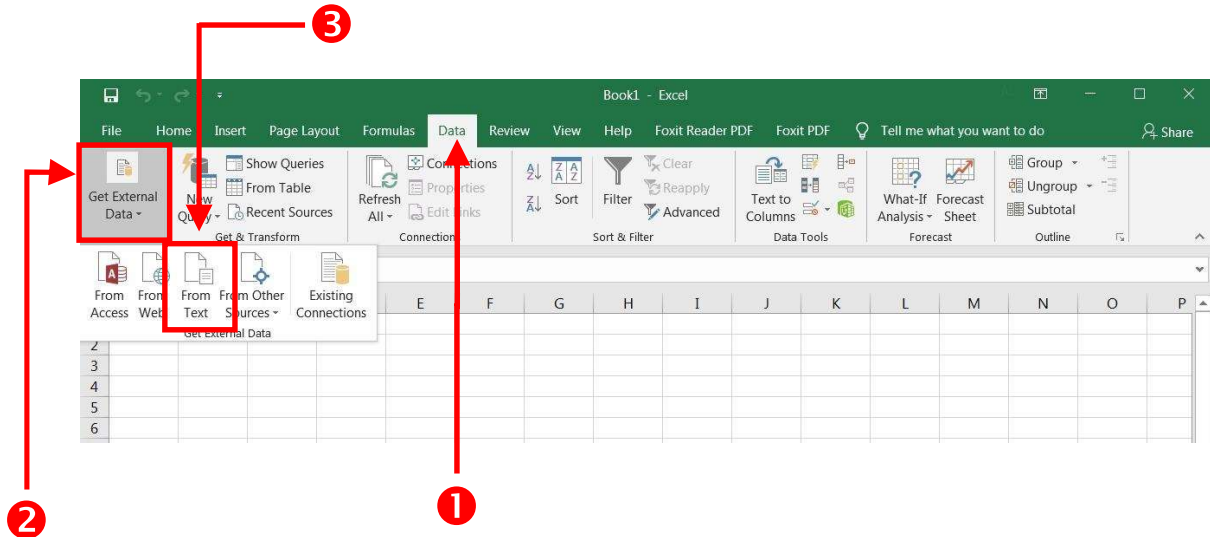 3
Book1 - Excel
File Home Insert Page Layout Formulas Data Review View Help Foxit Reader PDF Foxit PDF Tell me what you want to do Share
Get External Data
New Query
Show Queries
From Table
Recent Sources
Get & Transform
Refresh All
Connections
Properties
Edit Links
Connections
Sort
Filter
Clear
Reapply
Advanced
Sort & Filter
Text to Columns
Data Tools
What-If Analysis
Forecast Sheet
Forecast
Group
Ungroup
Subtotal
Outline
From Access
From Web
From Text
From Other Sources
Existing Connections
Get External Data
E F G H I J K L M N O P
2
3
4
5
6
2
1